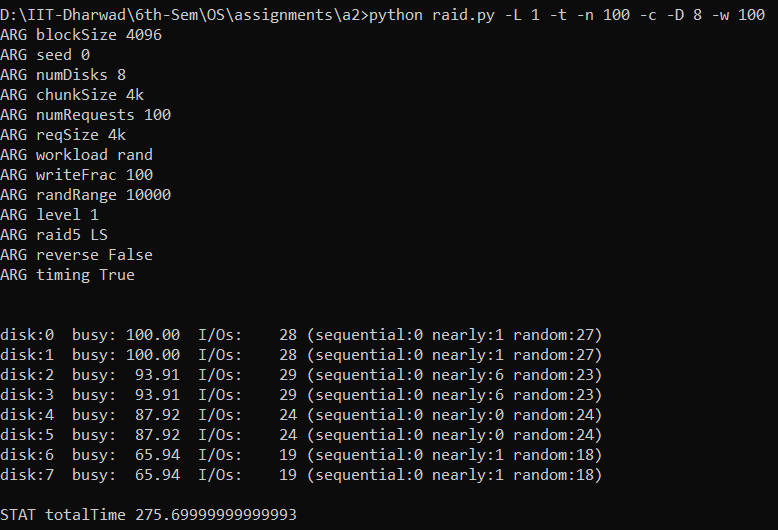 D:\IIT-Dharwad\6th-Sem\OS\assignments\a2>python raid.py -L 1 -t -n 100 -c -D 8 -w 100
ARG blockSize 4096
ARG seed 0
ARG numDisks 8
ARG chunkSize 4k
ARG numRequests 100
ARG reqSize 4k
ARG workload rand
ARG writeFrac 100
ARG randRange 10000
ARG level 1
ARG raid5 LS
ARG reverse False
ARG timing True
disk:0  busy: 100.00  I/Os:    28 (sequential:0 nearly:1 random:27)
disk:1  busy: 100.00  I/Os:    28 (sequential:0 nearly:1 random:27)
disk:2  busy:  93.91  I/Os:    29 (sequential:0 nearly:6 random:23)
disk:3  busy:  93.91  I/Os:    29 (sequential:0 nearly:6 random:23)
disk:4  busy:  87.92  I/Os:    24 (sequential:0 nearly:0 random:24)
disk:5  busy:  87.92  I/Os:    24 (sequential:0 nearly:0 random:24)
disk:6  busy:  65.94  I/Os:    19 (sequential:0 nearly:1 random:18)
disk:7  busy:  65.94  I/Os:    19 (sequential:0 nearly:1 random:18)
STAT totalTime 275.69999999999993